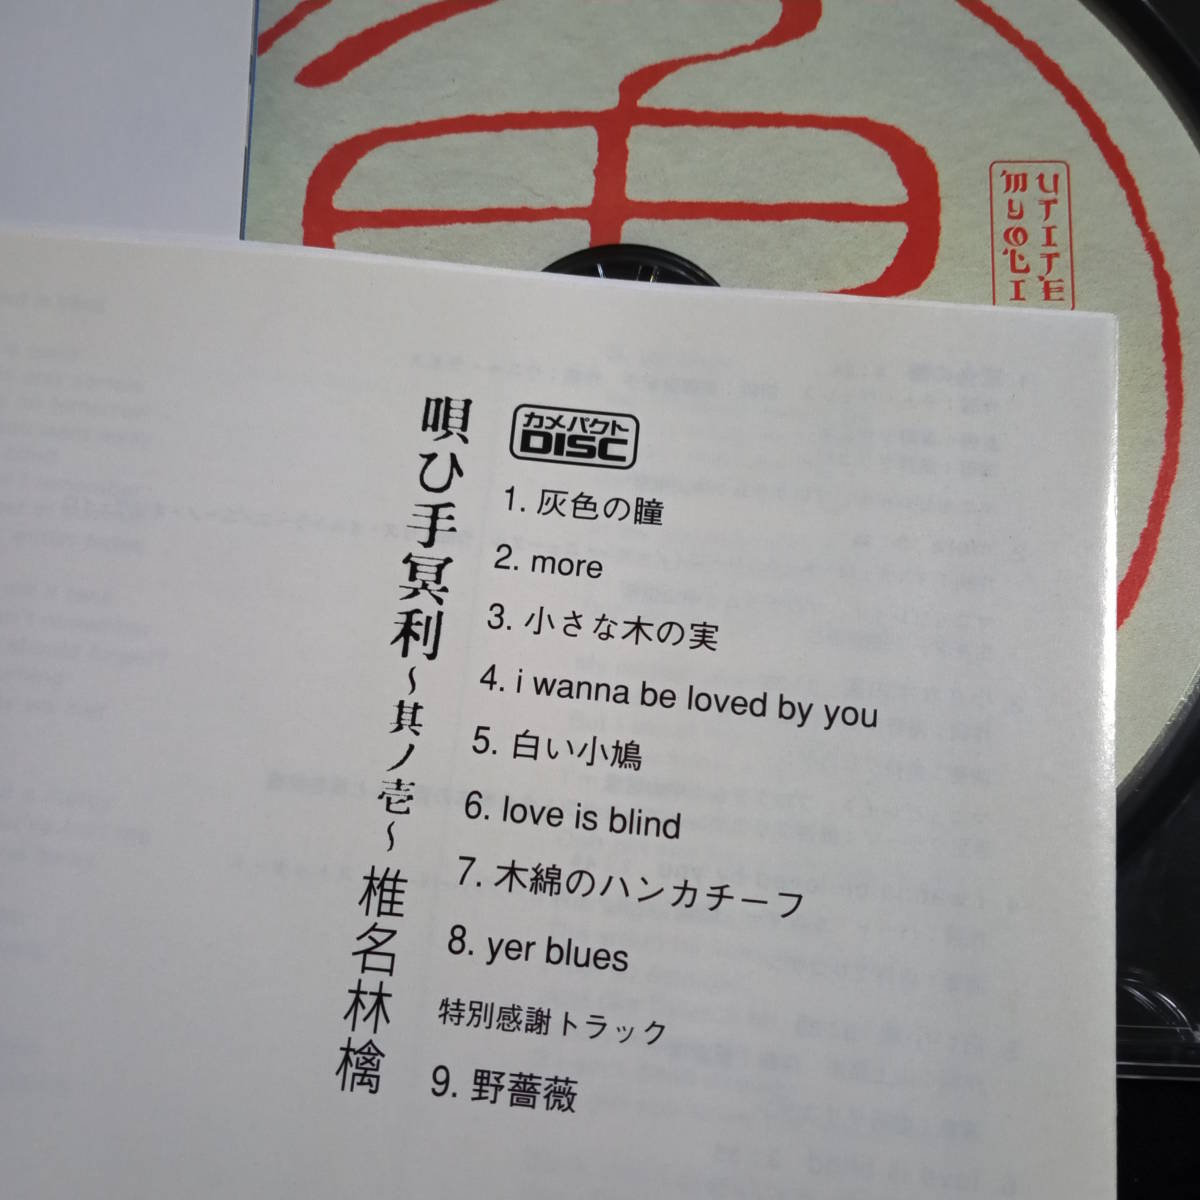 UTITE
MYOLI
カメパクト
DISC
唄ひ手冥利～其ノ壱～椎名林檎
1. 灰色の瞳
2. more
3. 小さな木の実
4. i wanna be loved by you
5. 白い小鳩
6. love is blind
7. 木綿のハンカチーフ
8. yer blues
特別感謝トラック
9. 野薔薇